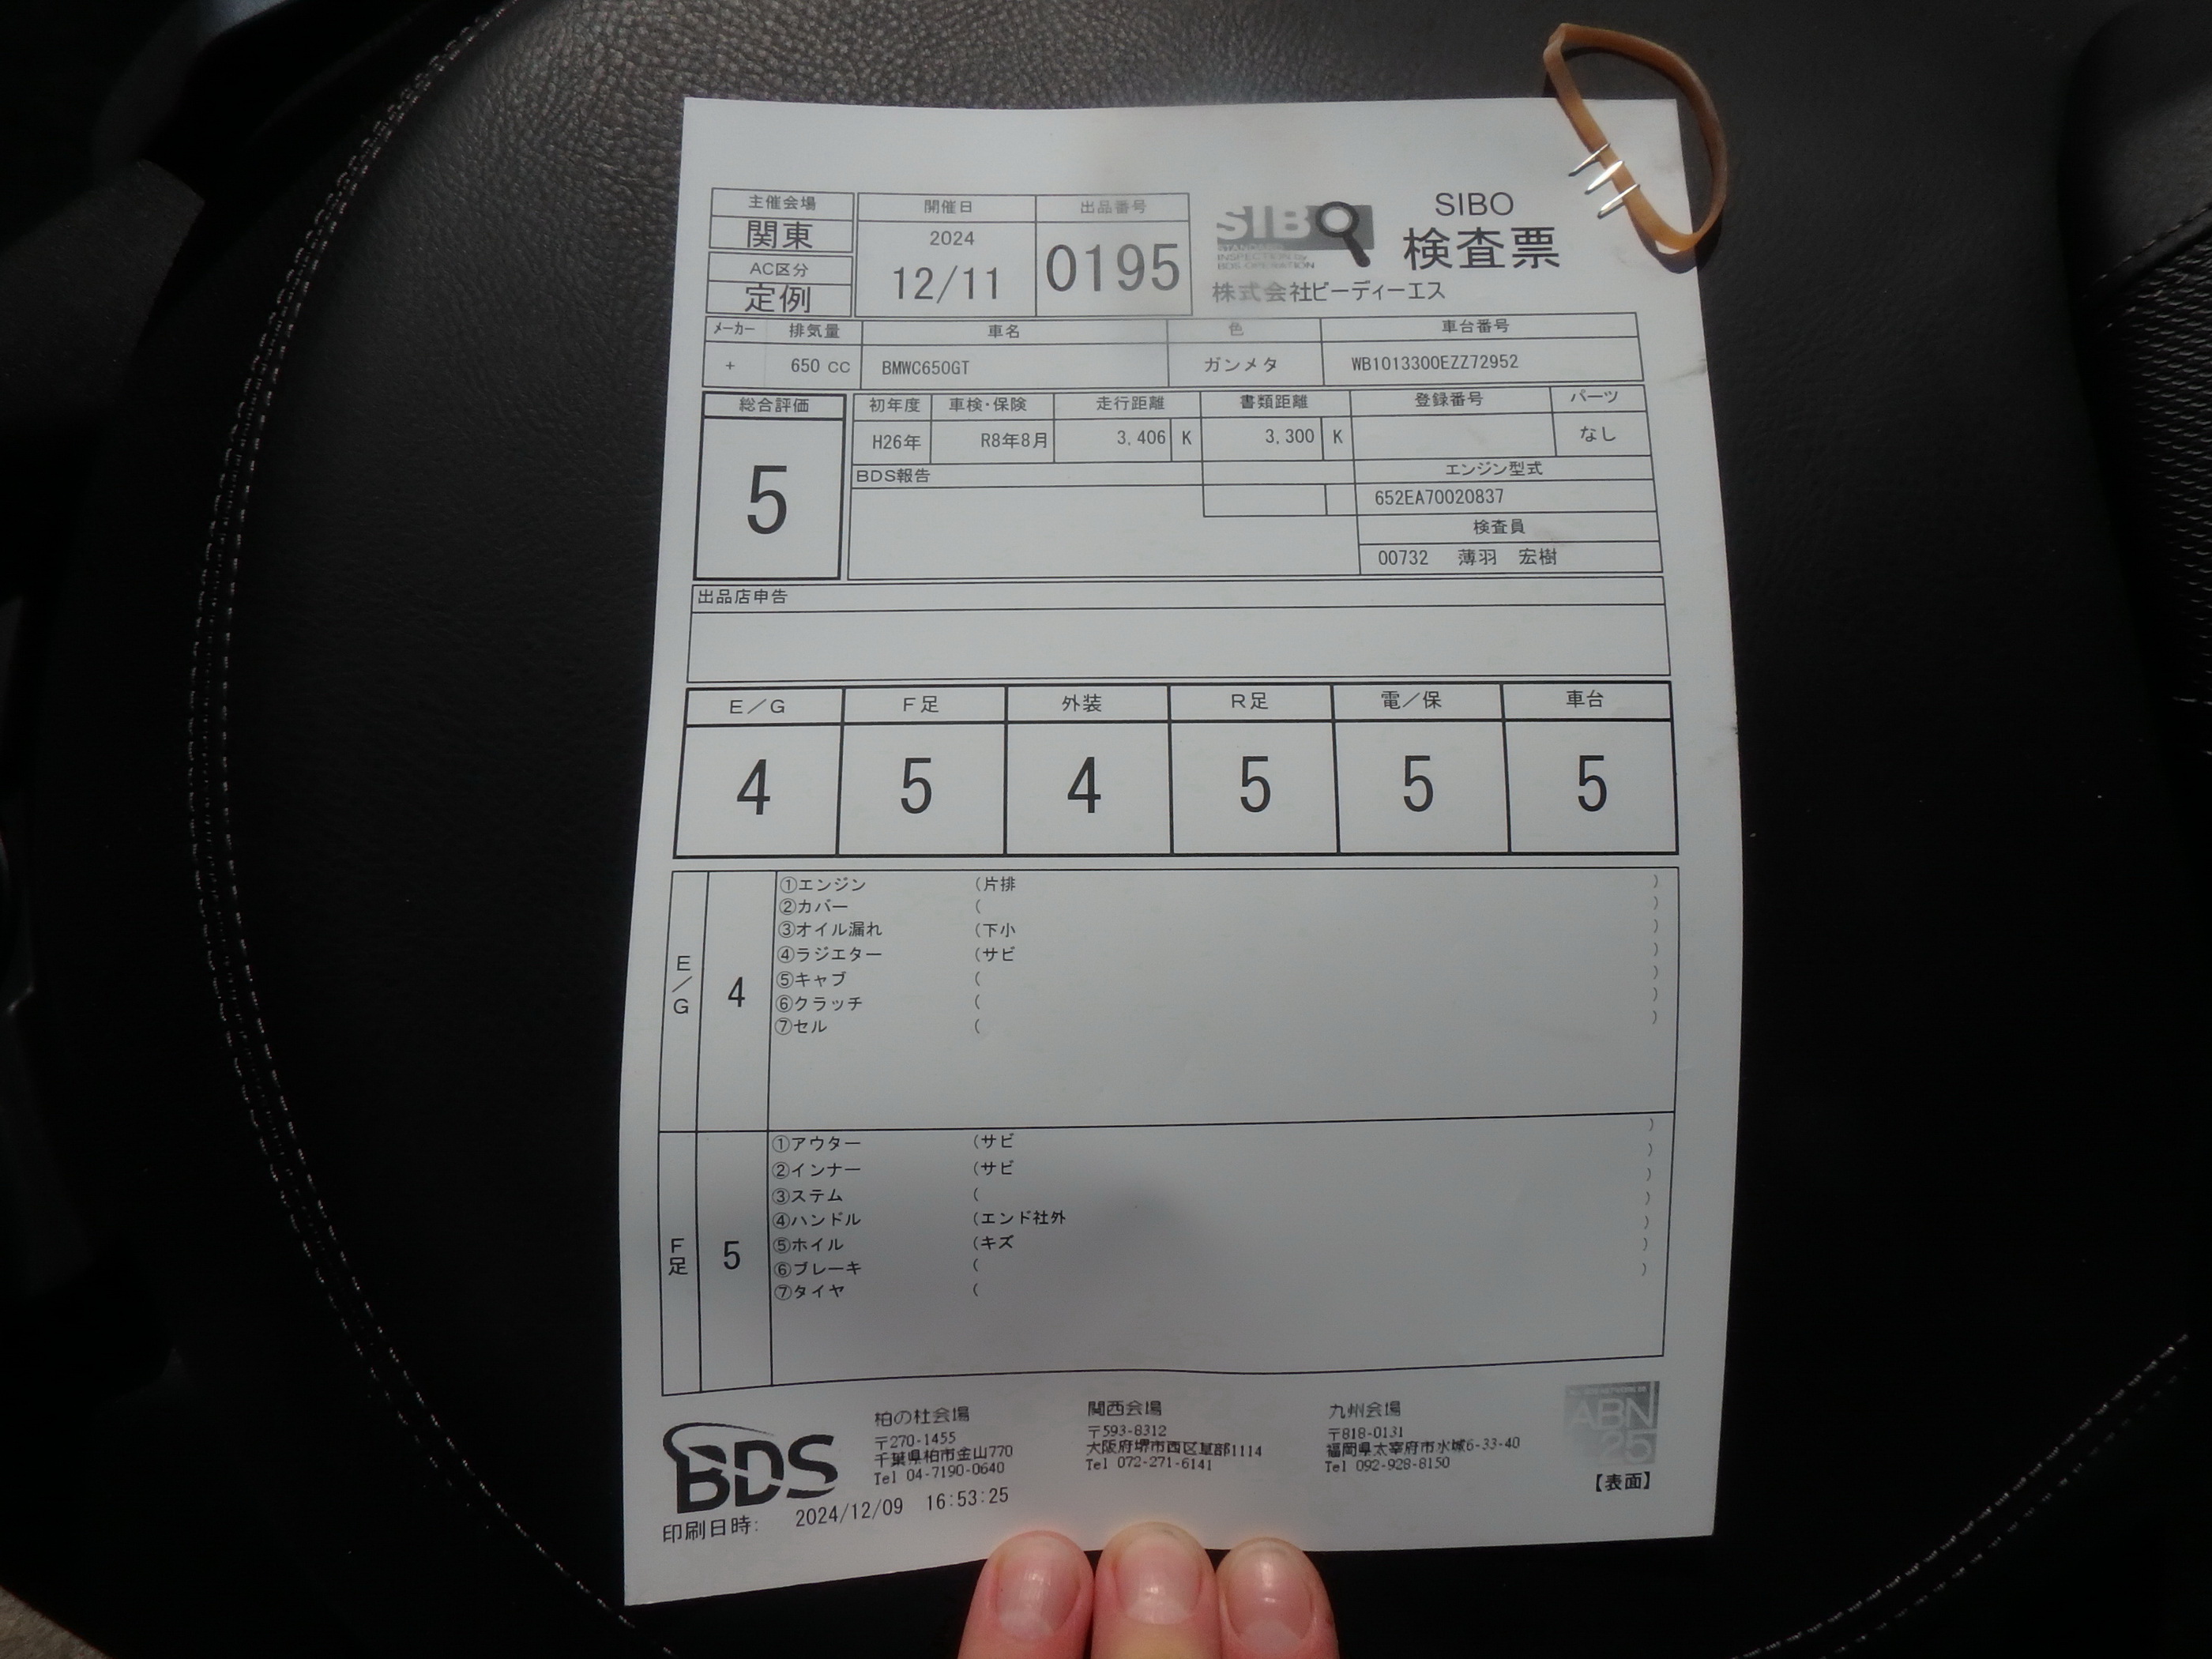 主催会場 開催日 出品番号
関東 2024 12/11 0195
AC区分
定例
SIBO
STANDARD
INSPECTION by
BDS OPERATION
SIBO
検査票
株式会社ビーディーエス
メーカー 排気量 車名 色 車台番号
+ 650 CC BMWC650GT ガンメタ WB1013300EZZ72952
総合評価 初年度 車検・保険 走行距離 書類距離 登録番号 パーツ
5 H26年 R8年8月 3,406 K 3,300 K なし
BDS報告 エンジン型式
652EA70020837
検査員
00732 薄羽 宏樹
出品店申告
E/G F足 外装 R足 電/保 車台
4 5 4 5 5 5
E/G 4
①エンジン (片排 )
②カバー ( )
③オイル漏れ (下小 )
④ラジエター (サビ )
⑤キャブ ( )
⑥クラッチ ( )
⑦セル ( )
F足 5
①アウター (サビ )
②インナー (サビ )
③ステム ( )
④ハンドル (エンド社外 )
⑤ホイル (キズ )
⑥ブレーキ ( )
⑦タイヤ ( )
BDS
柏の杜会場
〒270-1455
千葉県柏市金山770
Tel 04-7190-0640
関西会場
〒593-8312
大阪府堺市西区草部1114
Tel 072-271-6141
九州会場
〒818-0131
福岡県太宰府市水城6-33-40
Tel 092-928-8150
ABN
25
【表面】
印刷日時: 2024/12/09 16:53:25